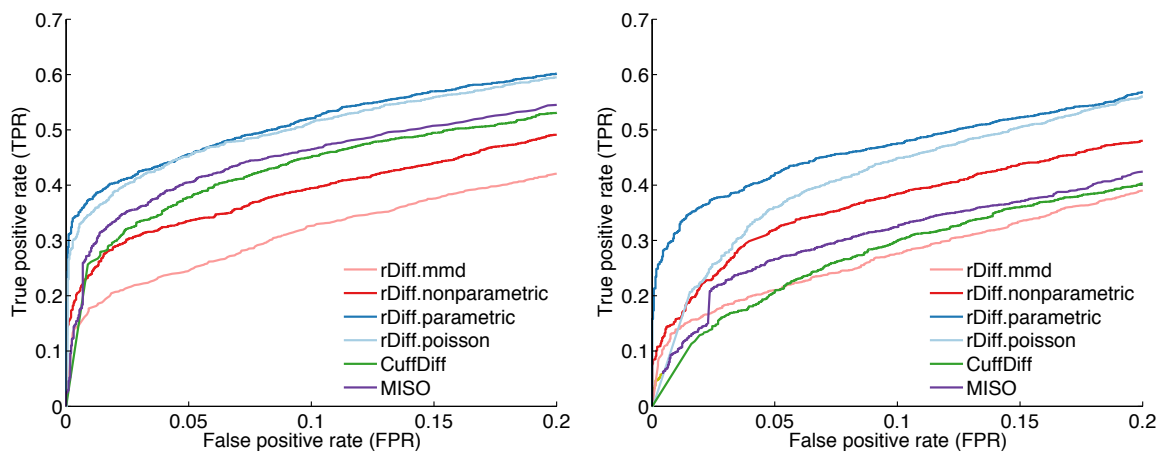 0.7
0.6
0.5
0.4
0.3
0.2
0.1
0
True positive rate (TPR)
rDiff.mmd
rDiff.nonparametric
rDiff.parametric
rDiff.poisson
CuffDiff
MISO
0
0.05
0.1
0.15
0.2
False positive rate (FPR)
0.7
0.6
0.5
0.4
0.3
0.2
0.1
0
True positive rate (TPR)
rDiff.mmd
rDiff.nonparametric
rDiff.parametric
rDiff.poisson
CuffDiff
MISO
0
0.05
0.1
0.15
0.2
False positive rate (FPR)